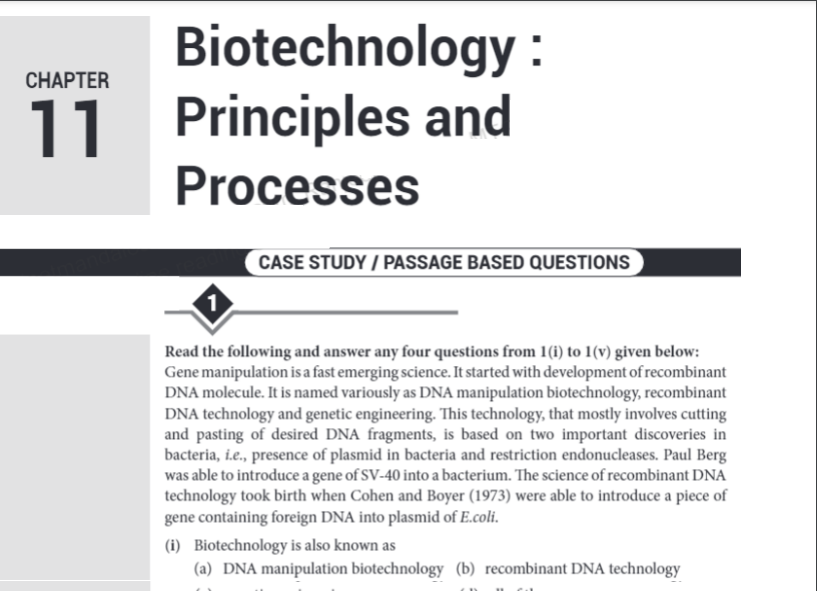 CHAPTER
11
Biotechnology :
Principles and
Processes
CASE STUDY / PASSAGE BASED QUESTIONS
1
Read the following and answer any four questions from 1(i) to 1(v) given below:
Gene manipulation is a fast emerging science. It started with development of recombinant
DNA molecule. It is named variously as DNA manipulation biotechnology, recombinant
DNA technology and genetic engineering. This technology, that mostly involves cutting
and pasting of desired DNA fragments, is based on two important discoveries in
bacteria, i.e., presence of plasmid in bacteria and restriction endonucleases. Paul Berg
was able to introduce a gene of SV-40 into a bacterium. The science of recombinant DNA
technology took birth when Cohen and Boyer (1973) were able to introduce a piece of
gene containing foreign DNA into plasmid of E.coli.
(i) Biotechnology is also known as
(a) DNA manipulation biotechnology (b) recombinant DNA technology